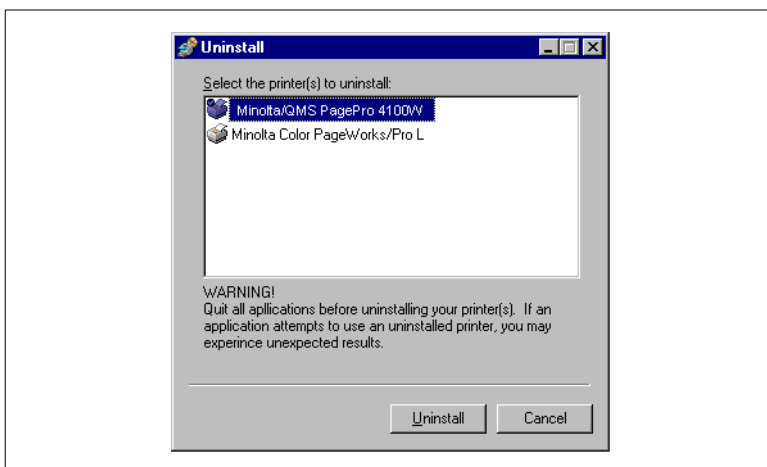 Uninstall
Select the printer(s) to uninstall:
Minolta/QMS PagePro 4100W
Minolta Color PageWorks/Pro L
WARNING!
Quit all apllications before uninstalling your printer(s). If an
application attempts to use an uninstalled printer, you may
experince unexpected results.
Uninstall Cancel